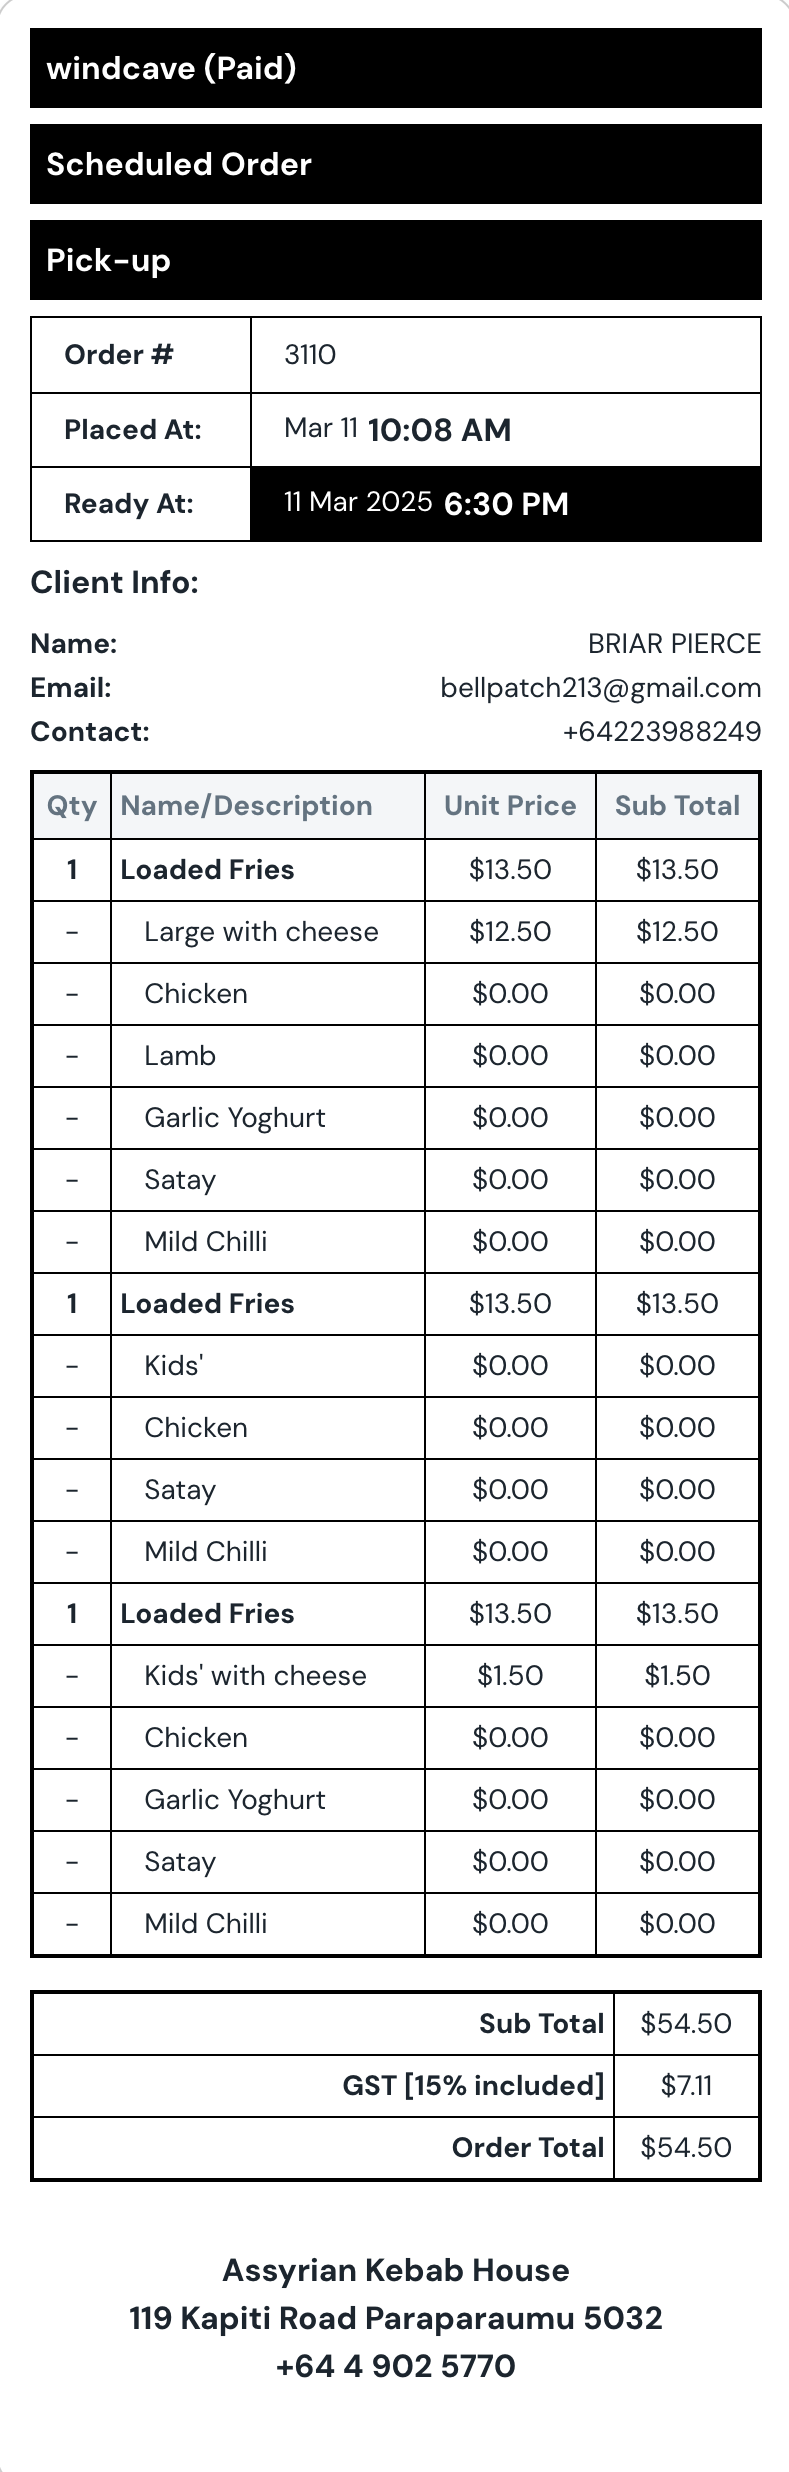 windcave (Paid)
Scheduled Order
Pick-up
Order # 3110
Placed At: Mar 11 10:08 AM
Ready At: 11 Mar 2025 6:30 PM
Client Info:
Name: BRIAR PIERCE
Email: bellpatch213@gmail.com
Contact: +64223988249
Qty Name/Description Unit Price Sub Total
1 Loaded Fries $13.50 $13.50
- Large with cheese $12.50 $12.50
- Chicken $0.00 $0.00
- Lamb $0.00 $0.00
- Garlic Yoghurt $0.00 $0.00
- Satay $0.00 $0.00
- Mild Chilli $0.00 $0.00
1 Loaded Fries $13.50 $13.50
- Kids' $0.00 $0.00
- Chicken $0.00 $0.00
- Satay $0.00 $0.00
- Mild Chilli $0.00 $0.00
1 Loaded Fries $13.50 $13.50
- Kids' with cheese $1.50 $1.50
- Chicken $0.00 $0.00
- Garlic Yoghurt $0.00 $0.00
- Satay $0.00 $0.00
- Mild Chilli $0.00 $0.00
Sub Total $54.50
GST [15% included] $7.11
Order Total $54.50
Assyrian Kebab House
119 Kapiti Road Paraparaumu 5032
+64 4 902 5770